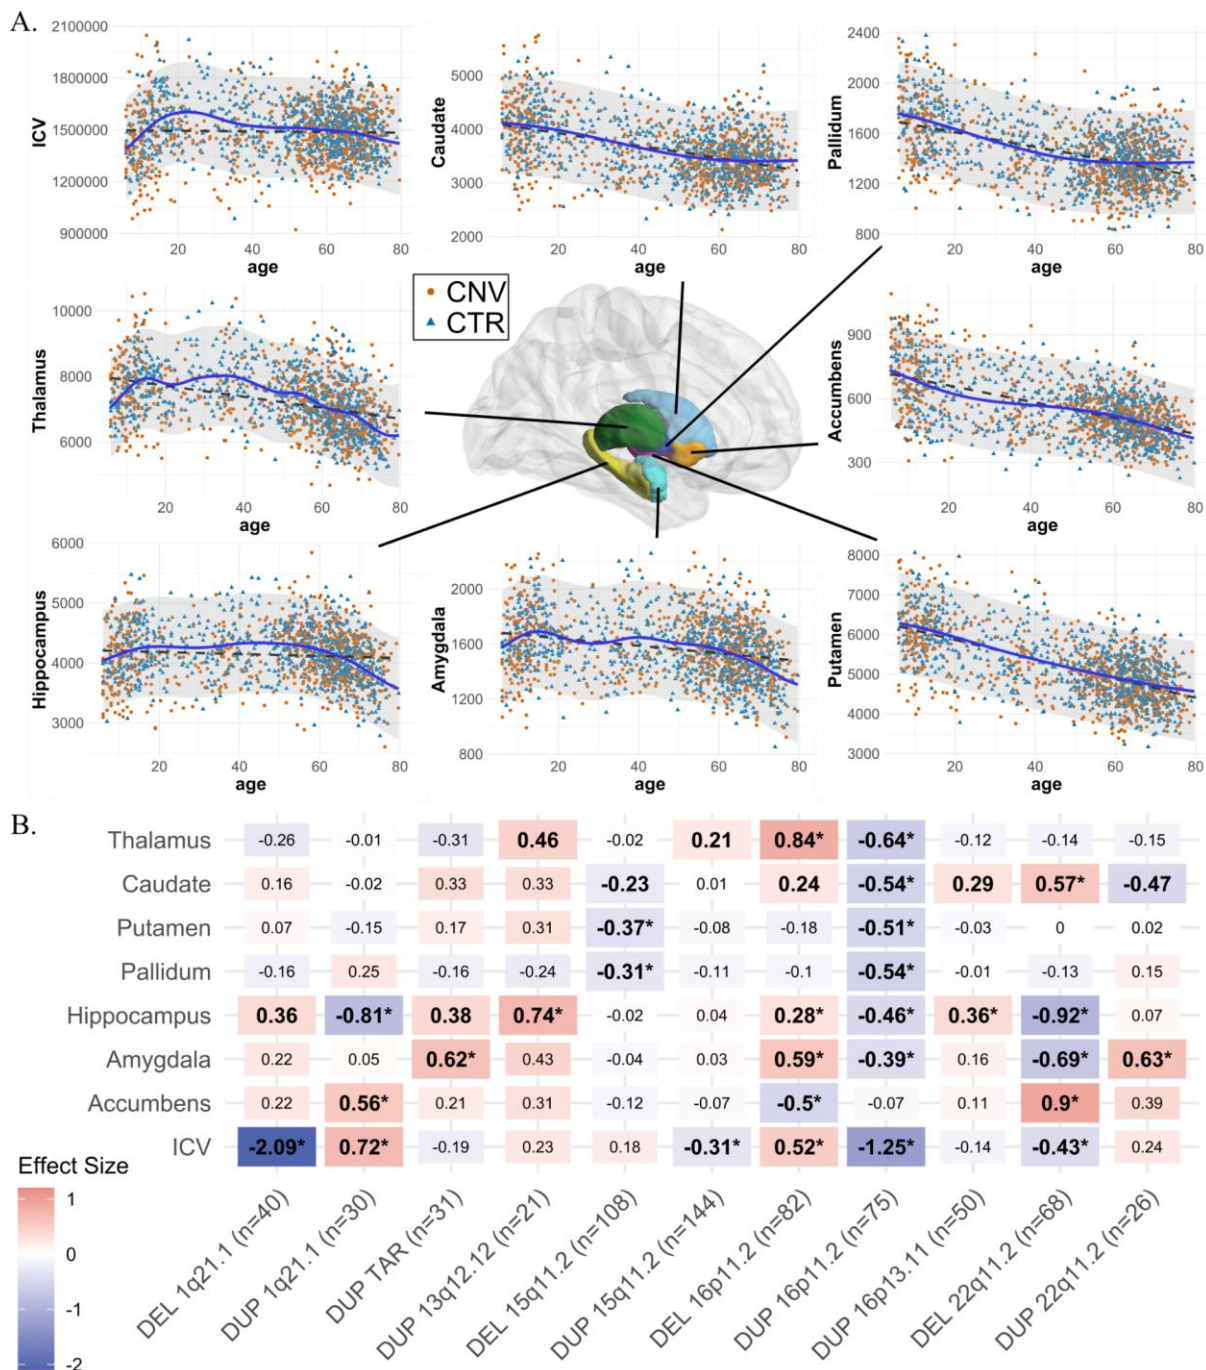 A.
ICV
2100000
1800000
1500000
1200000
900000
20 40 60 80
age
Caudate
5000
4000
3000
2000
20 40 60 80
age
Pallidum
2400
2000
1600
1200
800
20 40 60 80
age
Thalamus
10000
8000
6000
20 40 60 80
age
CNV
CTR
Accumbens
900
600
300
20 40 60 80
age
Hippocampus
6000
5000
4000
3000
20 40 60 80
age
Amygdala
2000
1600
1200
800
20 40 60 80
age
Putamen
8000
7000
6000
5000
4000
3000
20 40 60 80
age
B.
Thalamus -0.26 -0.01 -0.31 0.46 -0.02 0.21 0.84* -0.64* -0.12 -0.14 -0.15
Caudate 0.16 -0.02 0.33 0.33 -0.23 0.01 0.24 -0.54* 0.29 0.57* -0.47
Putamen 0.07 -0.15 0.17 0.31 -0.37* -0.08 -0.18 -0.51* -0.03 0 0.02
Pallidum -0.16 0.25 -0.16 -0.24 -0.31* -0.11 -0.1 -0.54* -0.01 -0.13 0.15
Hippocampus 0.36 -0.81* 0.38 0.74* -0.02 0.04 0.28* -0.46* 0.36* -0.92* 0.07
Amygdala 0.22 0.05 0.62* 0.43 -0.04 0.03 0.59* -0.39* 0.16 -0.69* 0.63*
Accumbens 0.22 0.56* 0.21 0.31 -0.12 -0.07 -0.5* -0.07 0.11 0.9* 0.39
ICV -2.09* 0.72* -0.19 0.23 0.18 -0.31* 0.52* -1.25* -0.14 -0.43* 0.24
Effect Size
1
0
-1
-2
DEL 1q21.1 (n=40)
DUP 1q21.1 (n=30)
DUP TAR (n=31)
DUP 13q12.12 (n=21)
DEL 15q11.2 (n=108)
DUP 15q11.2 (n=144)
DEL 16p11.2 (n=82)
DUP 16p11.2 (n=75)
DUP 16p13.11 (n=50)
DEL 22q11.2 (n=68)
DUP 22q11.2 (n=26)